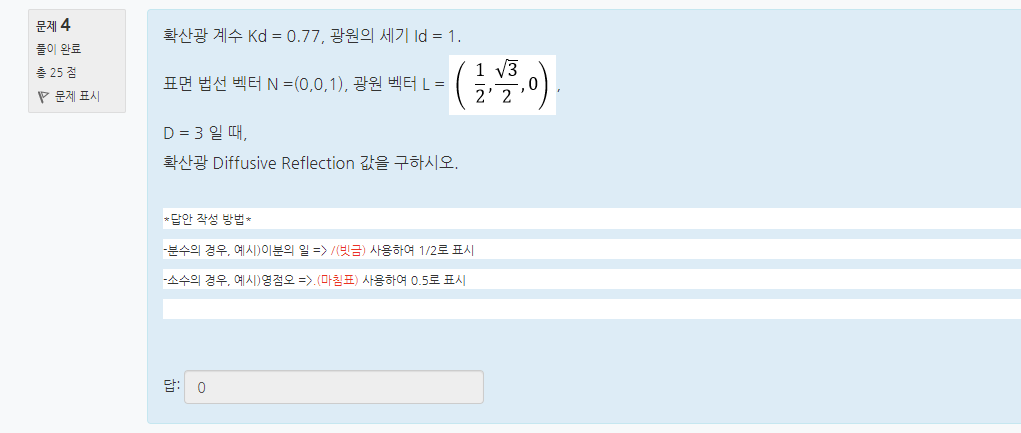 문제 4
풀이 완료
총 25 점
문제 표시
확산광 계수 Kd = 0.77, 광원의 세기 Id = 1.
표면 법선 벡터 N =(0,0,1), 광원 벡터 L = (1/2, √3/2, 0),
D = 3 일 때,
확산광 Diffusive Reflection 값을 구하시오.
*답안 작성 방법*
-분수의 경우, 예시)이분의 일 => /(빗금) 사용하여 1/2로 표시
-소수의 경우, 예시)영점오 =>.(마침표) 사용하여 0.5로 표시
답: 0